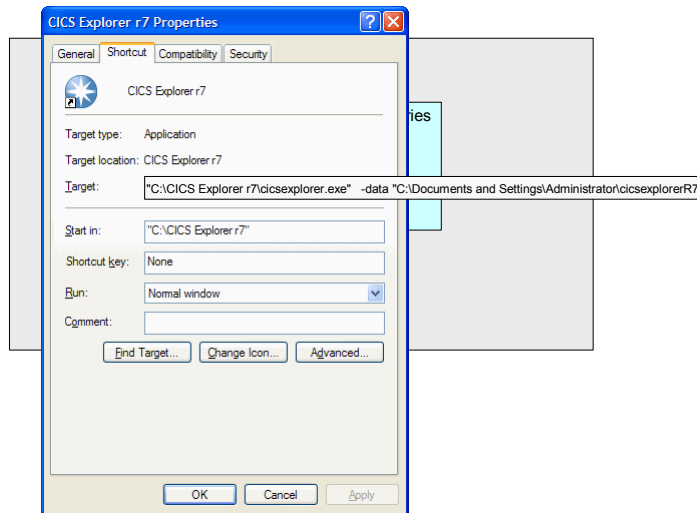 CICS Explorer r7 Properties
General Shortcut Compatibility Security
CICS Explorer r7
ries
Target type: Application
Target location: CICS Explorer r7
Target: "C:\CICS Explorer r7\cicsexplorer.exe" -data "C:\Documents and Settings\Administrator\cicsexplorerR7
Start in: "C:\CICS Explorer r7"
Shortcut key: None
Run: Normal window
Comment:
Find Target... Change Icon... Advanced...
OK Cancel Apply